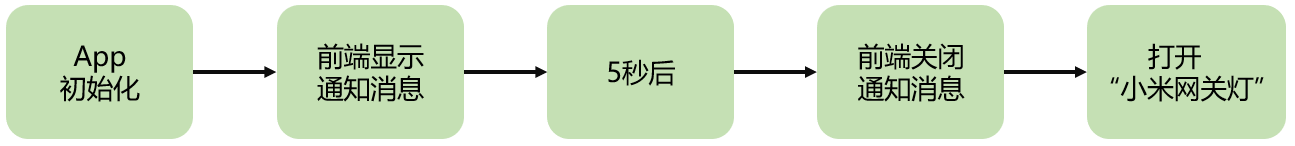 App
初始化
前端显示
通知消息
5秒后
前端关闭
通知消息
打开
“小米网关灯”